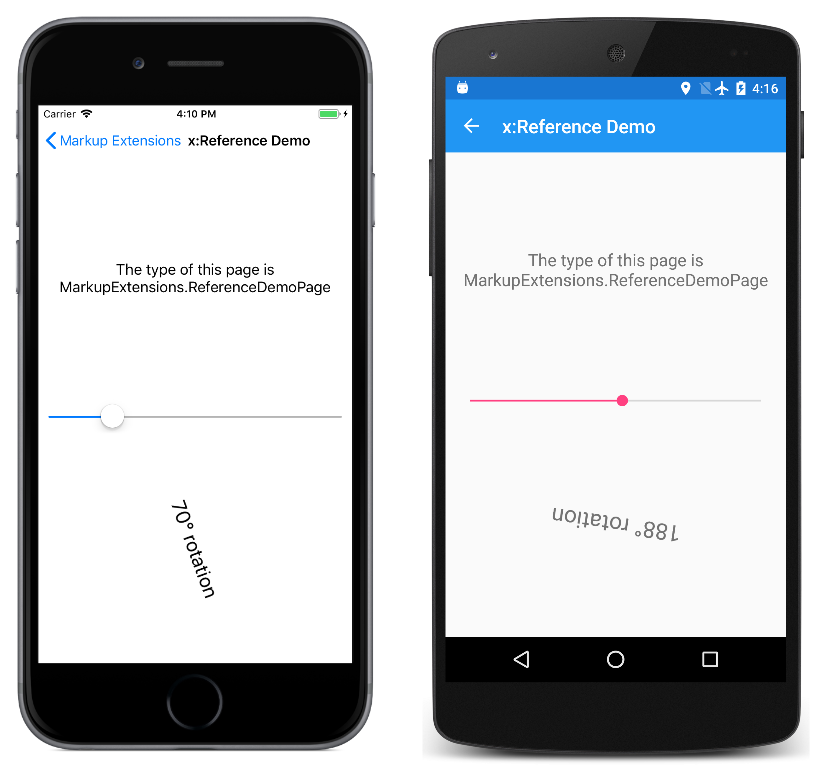 Carrier 4:10 PM
Markup Extensions x:Reference Demo
The type of this page is
MarkupExtensions.ReferenceDemoPage
70° rotation
4:16
x:Reference Demo
The type of this page is
MarkupExtensions.ReferenceDemoPage
188° rotation